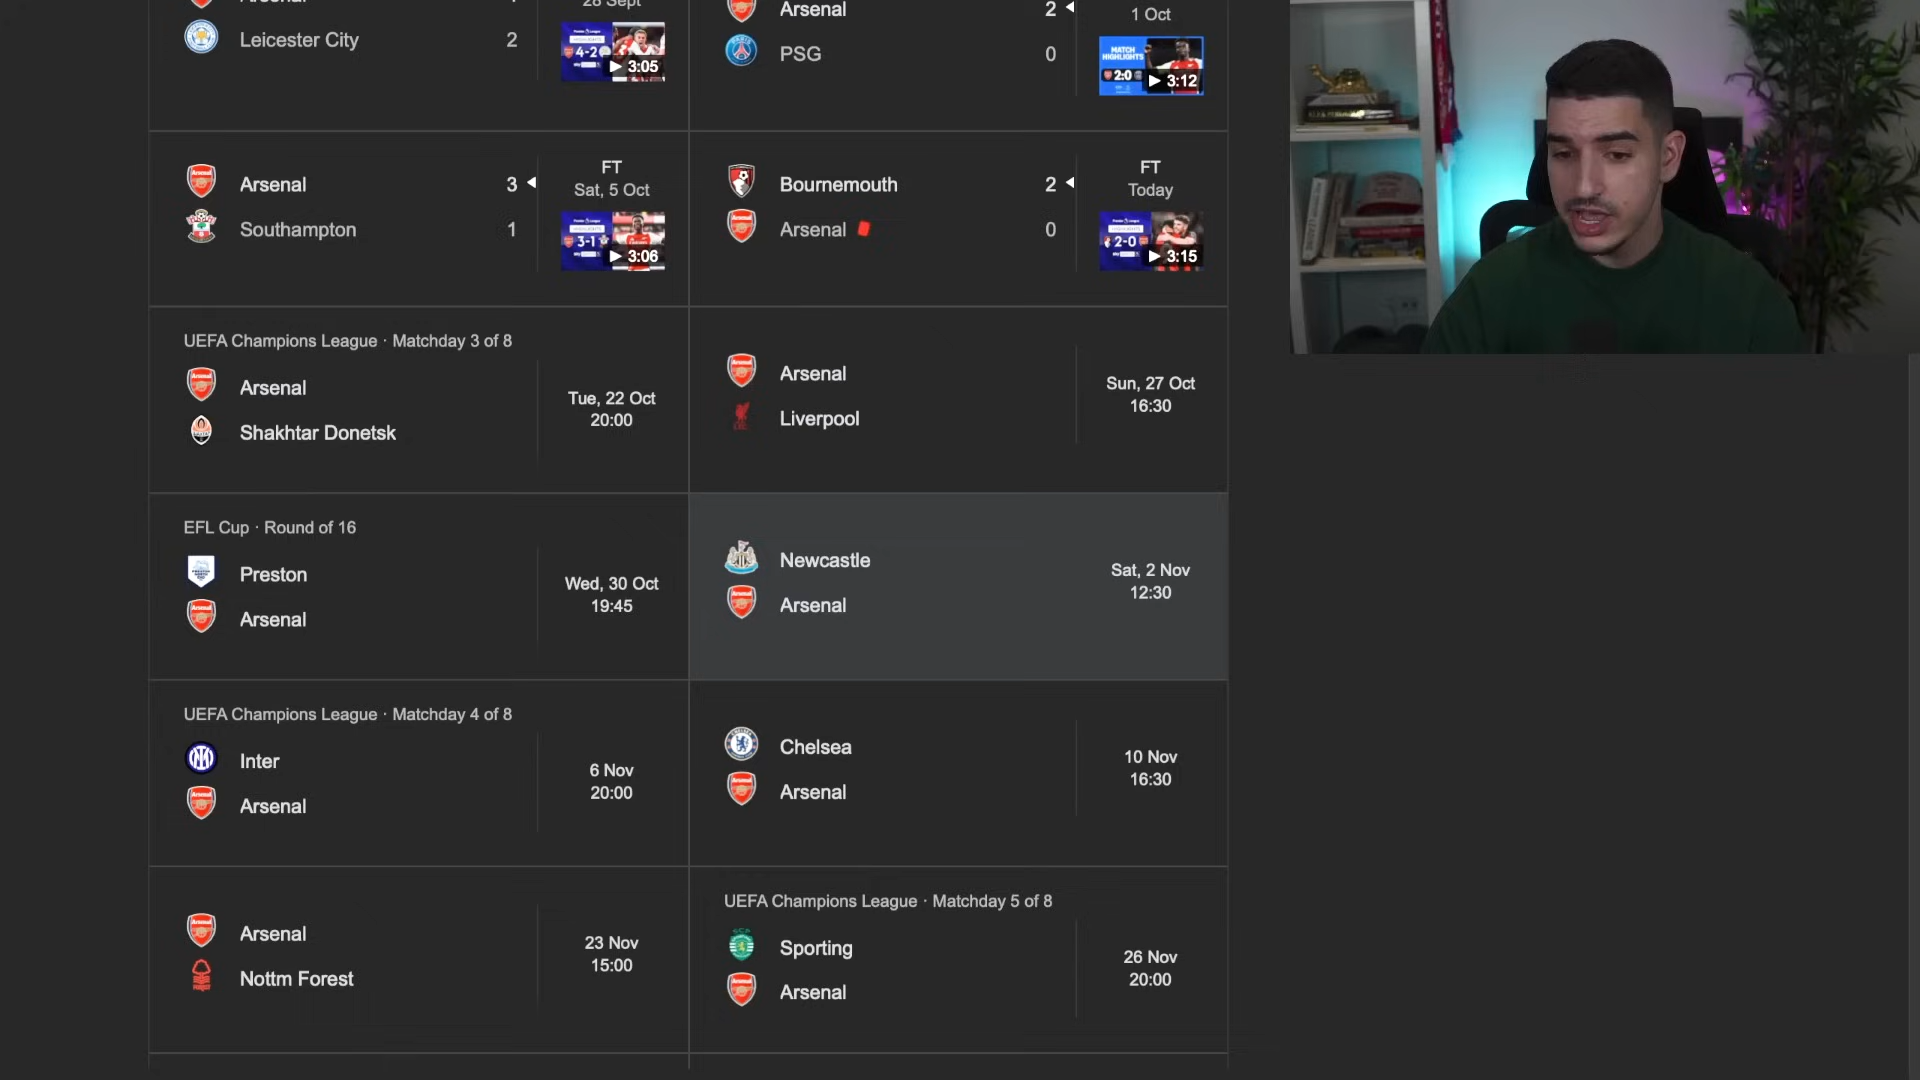 Arsenal
28 Sept
Leicester City 2
4-2
3:05
Arsenal 2
PSG 0
1 Oct
MATCH
HIGHLIGHTS
2:0
3:12
Arsenal 3
Southampton 1
FT
Sat, 5 Oct
3-1
3:06
Bournemouth 2
Arsenal 0
FT
Today
2-0
3:15
UEFA Champions League · Matchday 3 of 8
Arsenal
Shakhtar Donetsk
Tue, 22 Oct
20:00
Arsenal
Liverpool
Sun, 27 Oct
16:30
EFL Cup · Round of 16
Preston
Arsenal
Wed, 30 Oct
19:45
Newcastle
Arsenal
Sat, 2 Nov
12:30
UEFA Champions League · Matchday 4 of 8
Inter
Arsenal
6 Nov
20:00
Chelsea
Arsenal
10 Nov
16:30
Arsenal
Nottm Forest
23 Nov
15:00
UEFA Champions League · Matchday 5 of 8
Sporting
Arsenal
26 Nov
20:00